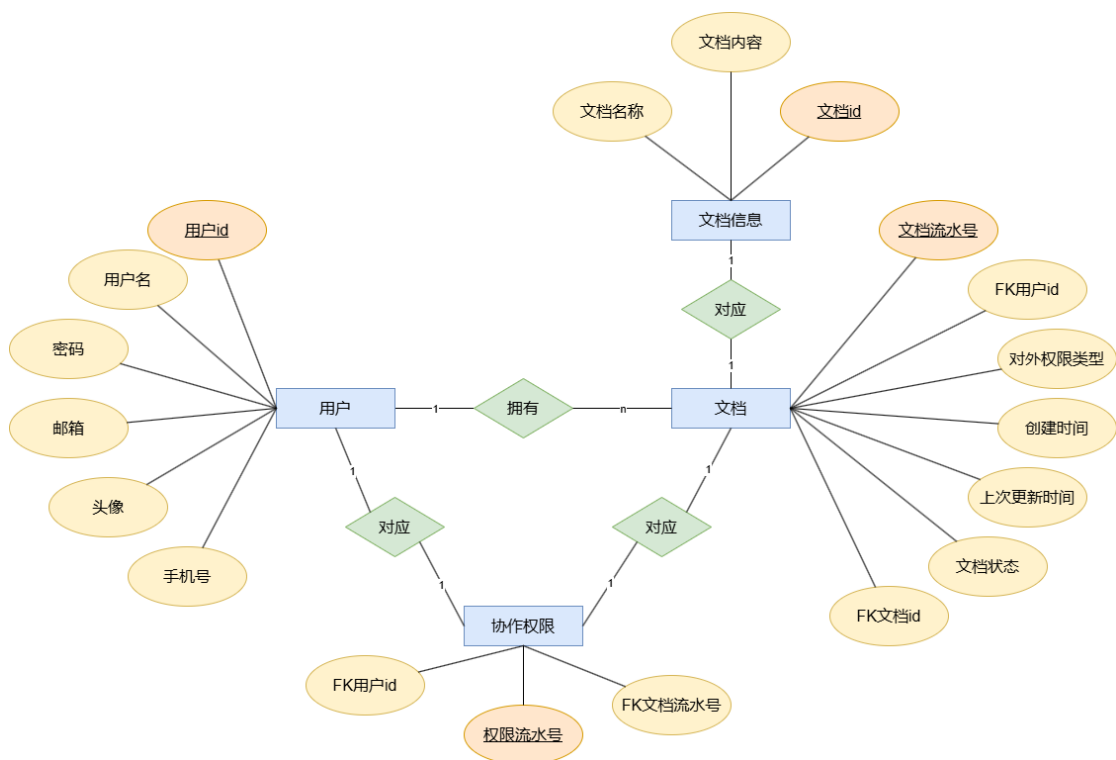 文档内容
文档名称
文档id
文档信息
用户id
文档流水号
用户名
1
FK用户id
对应
密码
对外权限类型
1
用户
1
拥有
n
文档
邮箱
创建时间
1
1
头像
上次更新时间
对应
对应
手机号
文档状态
1
1
FK文档id
协作权限
FK用户id
FK文档流水号
权限流水号